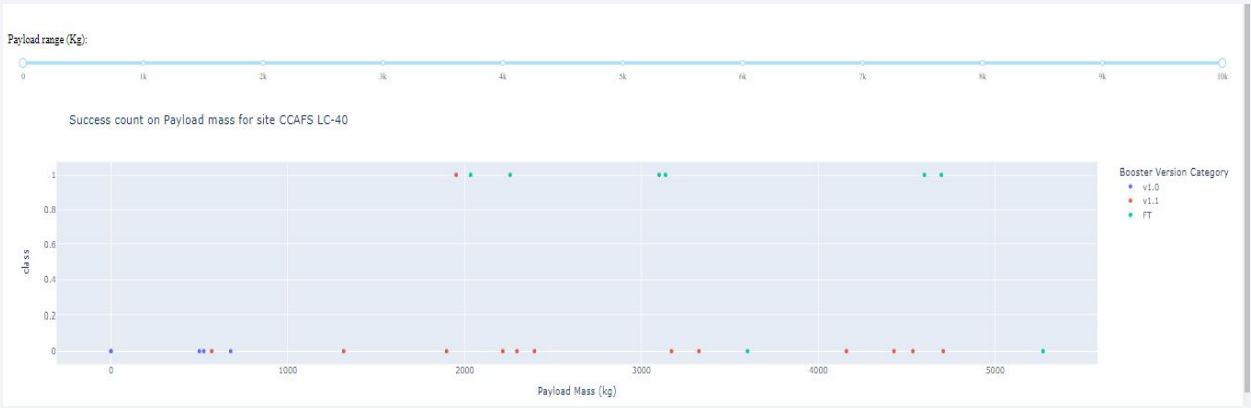 Payload range (Kg):
0 1k 2k 3k 4k 5k 6k 7k 8k 9k 10k
Success count on Payload mass for site CCAFS LC-40
Booster Version Category
v1.0
v1.1
FT
class
1
0.8
0.6
0.4
0.2
0
0 1000 2000 3000 4000 5000
Payload Mass (kg)